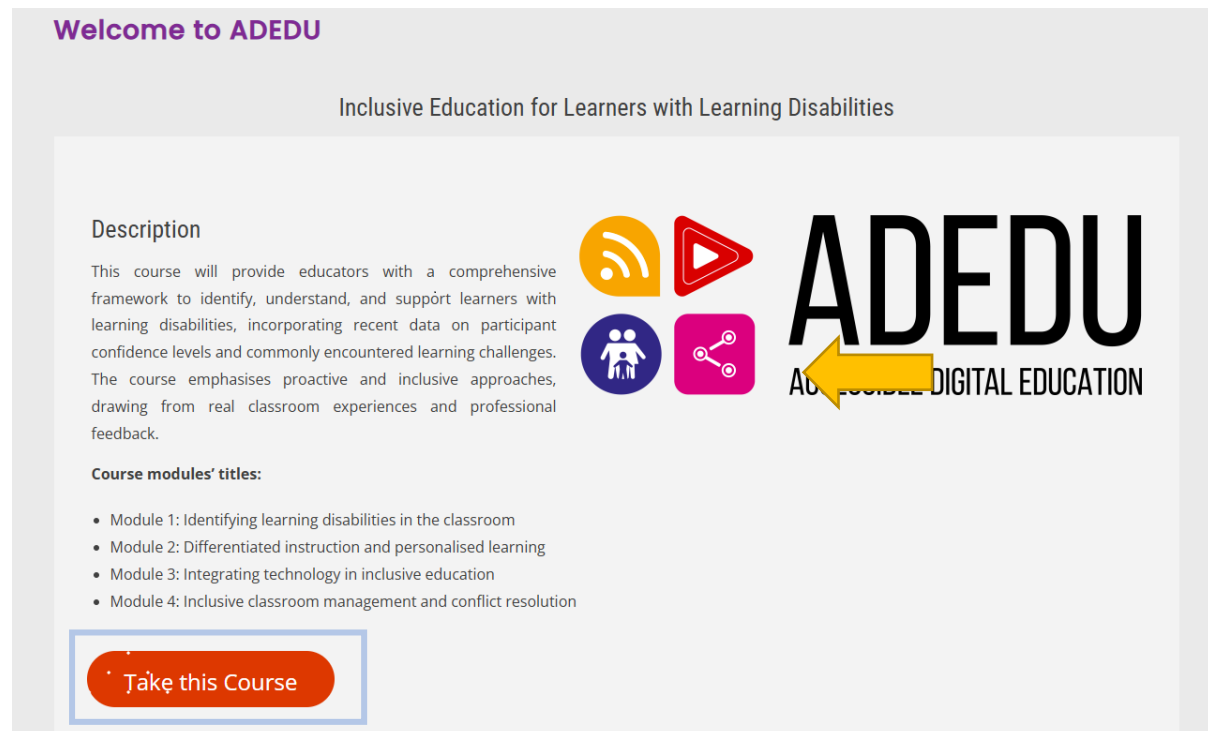 Welcome to ADEDU
Inclusive Education for Learners with Learning Disabilities
Description
This course will provide educators with a comprehensive
framework to identify, understand, and support learners with
learning disabilities, incorporating recent data on participant
confidence levels and commonly encountered learning challenges.
The course emphasises proactive and inclusive approaches,
drawing from real classroom experiences and professional
feedback.
Course modules’ titles:
• Module 1: Identifying learning disabilities in the classroom
• Module 2: Differentiated instruction and personalised learning
• Module 3: Integrating technology in inclusive education
• Module 4: Inclusive classroom management and conflict resolution
Take this Course
ADEDU
DIGITAL EDUCATION